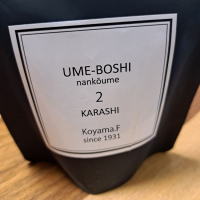 UME-BOSHI
nankōume
2
KARASHI
Koyama.F
since 1931